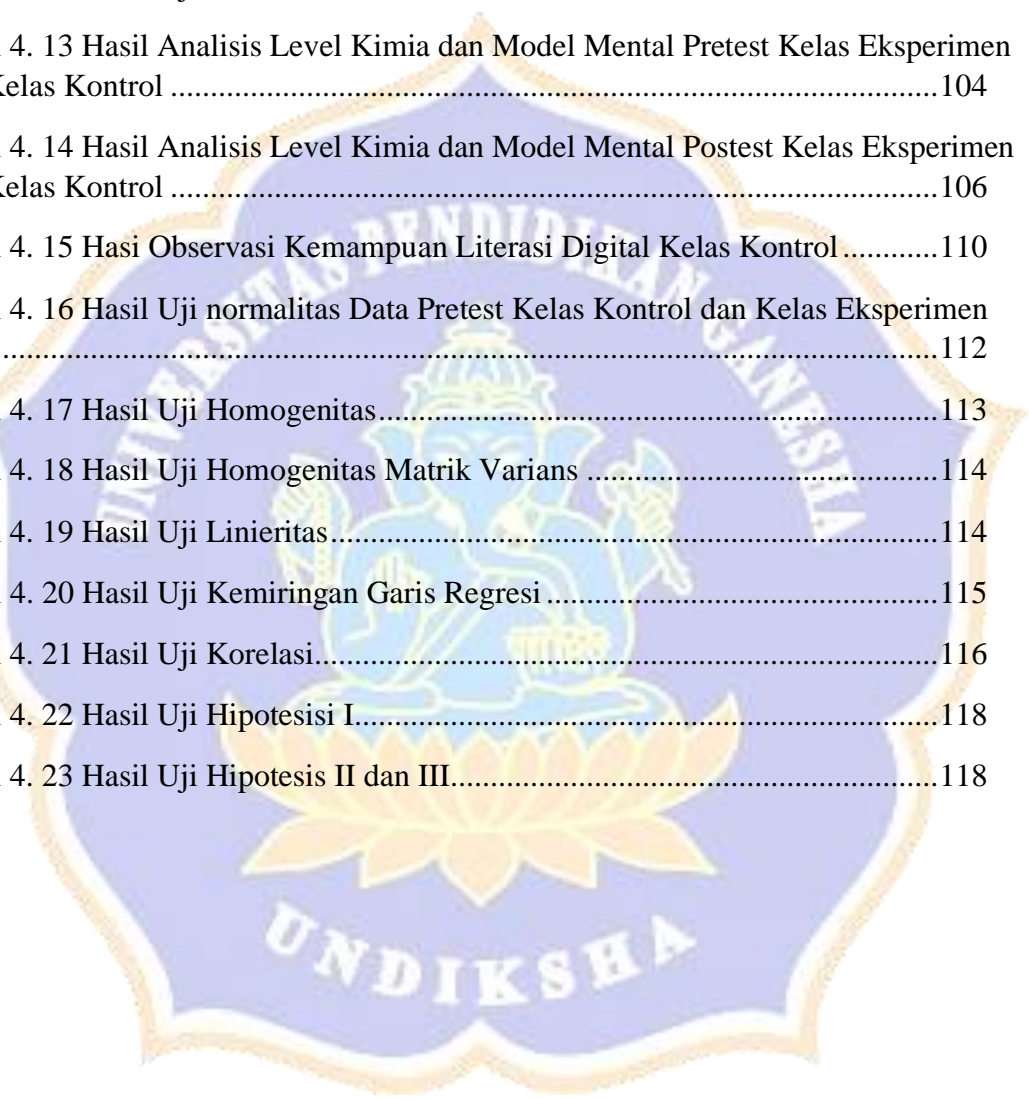 4. 13 Hasil Analisis Level Kimia dan Model Mental Pretest Kelas Eksperimen
Kelas Kontrol ..........................................................................................104
4. 14 Hasil Analisis Level Kimia dan Model Mental Postest Kelas Eksperimen
Kelas Kontrol ..........................................................................................106
4. 15 Hasi Observasi Kemampuan Literasi Digital Kelas Kontrol ............110
4. 16 Hasil Uji normalitas Data Pretest Kelas Kontrol dan Kelas Eksperimen
..............................................................................................................112
4. 17 Hasil Uji Homogenitas.................................................................113
4. 18 Hasil Uji Homogenitas Matrik Varians .........................................114
4. 19 Hasil Uji Linieritas.......................................................................114
4. 20 Hasil Uji Kemiringan Garis Regresi ..............................................115
4. 21 Hasil Uji Korelasi.........................................................................116
4. 22 Hasil Uji Hipotesisi I....................................................................118
4. 23 Hasil Uji Hipotesis II dan III.........................................................118
UNIVERSITAS PENDIDIKAN GANESHA
UNDIKSHA